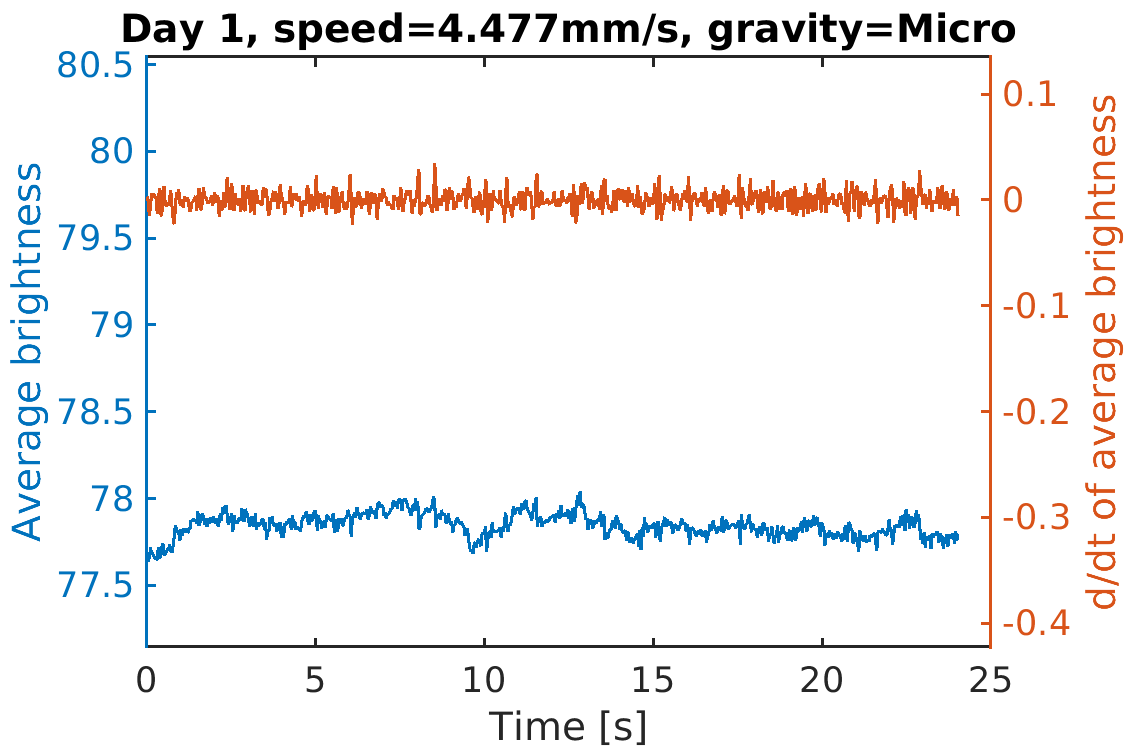 Day 1, speed=4.477mm/s, gravity=Micro
Average brightness
80.5
80
79.5
79
78.5
78
77.5
0.1
0
-0.1
-0.2
-0.3
-0.4
d/dt of average brightness
0 5 10 15 20 25
Time [s]